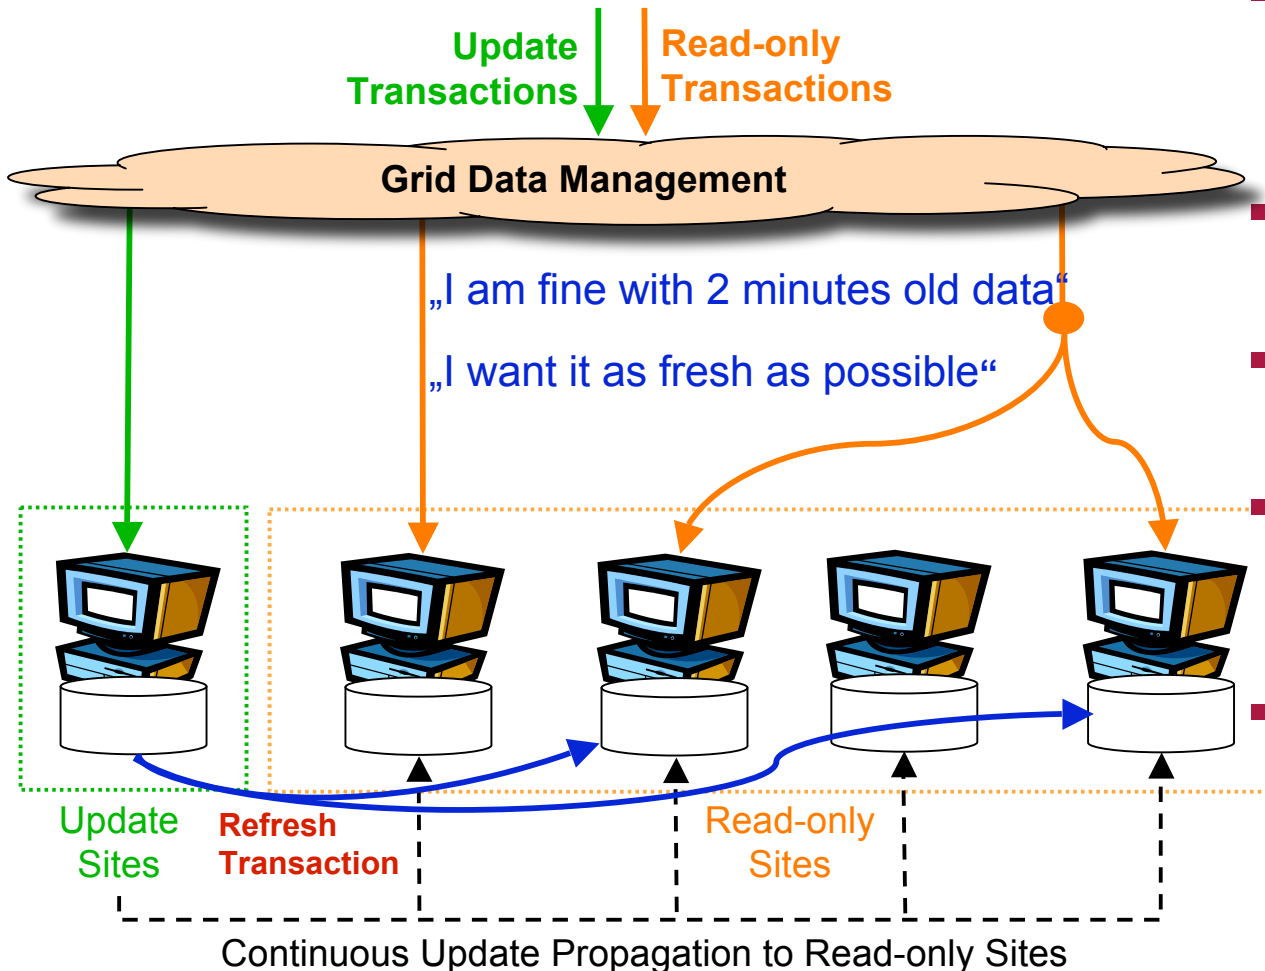 Update
Transactions
Read-only
Transactions
Grid Data Management
„I am fine with 2 minutes old data“
„I want it as fresh as possible“
Update
Sites
Refresh
Transaction
Read-only
Sites
Continuous Update Propagation to Read-only Sites